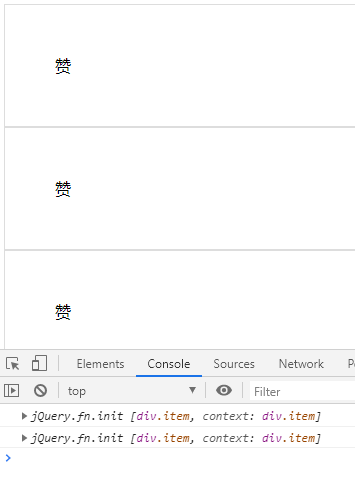 赞
赞
赞
Elements Console Sources Network
top Filter
jQuery.fn.init [div.item, context: div.item]
jQuery.fn.init [div.item, context: div.item]